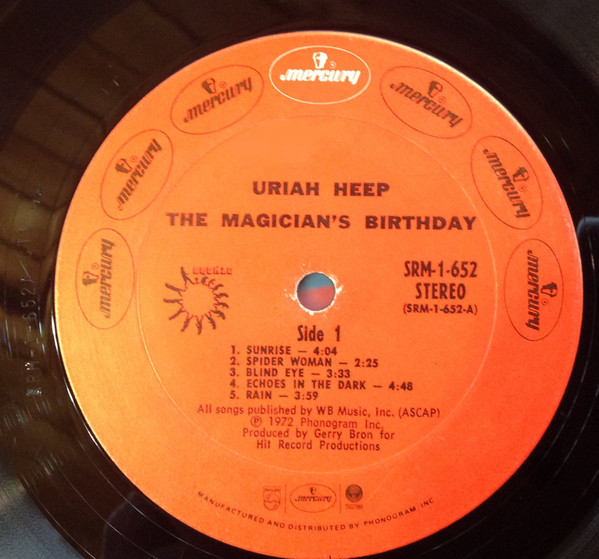 mercury
mercury
mercury
mercury
mercury
mercury
mercury
URIAH HEEP
THE MAGICIAN'S BIRTHDAY
SRM-1-652
STEREO
(SRM-1-652-A)
Side 1
1. SUNRISE — 4:04
2. SPIDER WOMAN — 2:25
3. BLIND EYE — 3:33
4. ECHOES IN THE DARK — 4:48
5. RAIN — 3:59
All songs published by WB Music, Inc. (ASCAP)
Ⓟ 1972 Phonogram Inc.
Produced by Gerry Bron for
Hit Record Productions
mercury
MANUFACTURED AND DISTRIBUTED BY PHONOGRAM, INC